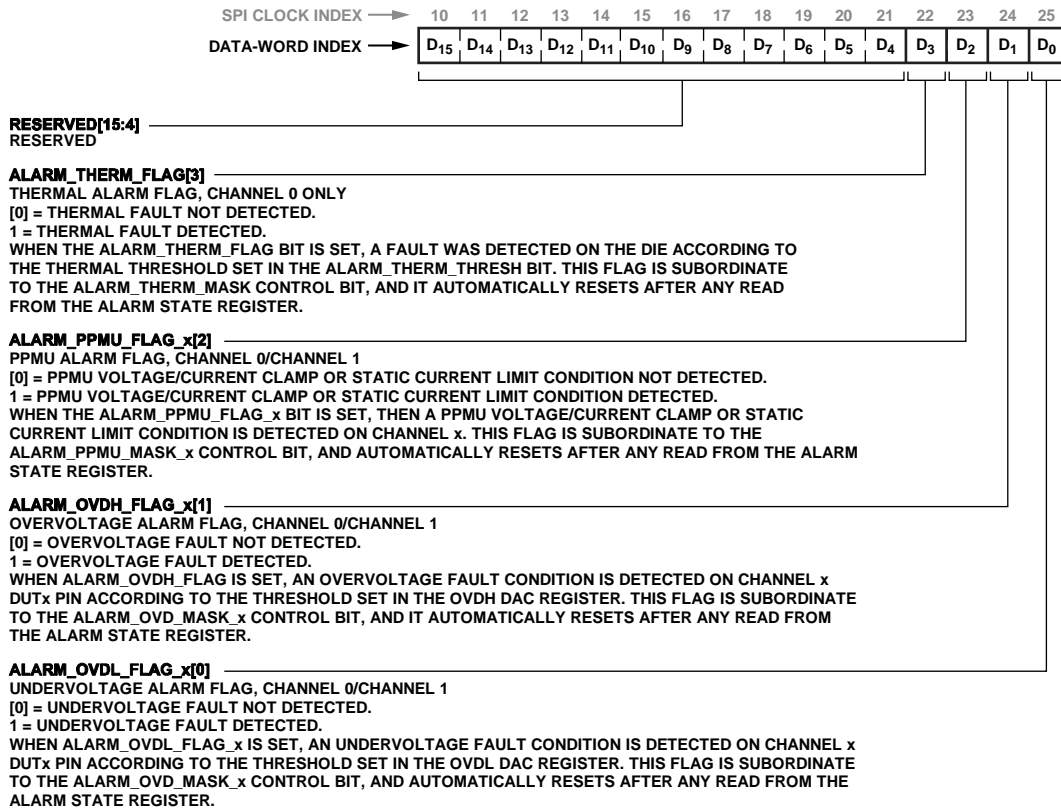 SPI CLOCK INDEX 10 11 12 13 14 15 16 17 18 19 20 21 22 23 24 25
DATA-WORD INDEX D15 D14 D13 D12 D11 D10 D9 D8 D7 D6 D5 D4 D3 D2 D1 D0
RESERVED[15:4]
RESERVED
ALARM_THERM_FLAG[3]
THERMAL ALARM FLAG, CHANNEL 0 ONLY
[0] = THERMAL FAULT NOT DETECTED.
1 = THERMAL FAULT DETECTED.
WHEN THE ALARM_THERM_FLAG BIT IS SET, A FAULT WAS DETECTED ON THE DIE ACCORDING TO
THE THERMAL THRESHOLD SET IN THE ALARM_THERM_THRESH BIT. THIS FLAG IS SUBORDINATE
TO THE ALARM_THERM_MASK CONTROL BIT, AND IT AUTOMATICALLY RESETS AFTER ANY READ
FROM THE ALARM STATE REGISTER.
ALARM_PPMU_FLAG_x[2]
PPMU ALARM FLAG, CHANNEL 0/CHANNEL 1
[0] = PPMU VOLTAGE/CURRENT CLAMP OR STATIC CURRENT LIMIT CONDITION NOT DETECTED.
1 = PPMU VOLTAGE/CURRENT CLAMP OR STATIC CURRENT LIMIT CONDITION DETECTED.
WHEN THE ALARM_PPMU_FLAG_x BIT IS SET, THEN A PPMU VOLTAGE/CURRENT CLAMP OR STATIC
CURRENT LIMIT CONDITION IS DETECTED ON CHANNEL x. THIS FLAG IS SUBORDINATE TO THE
ALARM_PPMU_MASK_x CONTROL BIT, AND AUTOMATICALLY RESETS AFTER ANY READ FROM THE ALARM
STATE REGISTER.
ALARM_OVDH_FLAG_x[1]
OVERVOLTAGE ALARM FLAG, CHANNEL 0/CHANNEL 1
[0] = OVERVOLTAGE FAULT NOT DETECTED.
1 = OVERVOLTAGE FAULT DETECTED.
WHEN ALARM_OVDH_FLAG IS SET, AN OVERVOLTAGE FAULT CONDITION IS DETECTED ON CHANNEL x
DUTx PIN ACCORDING TO THE THRESHOLD SET IN THE OVDH DAC REGISTER. THIS FLAG IS SUBORDINATE
TO THE ALARM_OVD_MASK_x CONTROL BIT, AND IT AUTOMATICALLY RESETS AFTER ANY READ FROM
THE ALARM STATE REGISTER.
ALARM_OVDL_FLAG_x[0]
UNDERVOLTAGE ALARM FLAG, CHANNEL 0/CHANNEL 1
[0] = UNDERVOLTAGE FAULT NOT DETECTED.
1 = UNDERVOLTAGE FAULT DETECTED.
WHEN ALARM_OVDL_FLAG_x IS SET, AN UNDERVOLTAGE FAULT CONDITION IS DETECTED ON CHANNEL x
DUTx PIN ACCORDING TO THE THRESHOLD SET IN THE OVDL DAC REGISTER. THIS FLAG IS SUBORDINATE
TO THE ALARM_OVD_MASK_x CONTROL BIT, AND AUTOMATICALLY RESETS AFTER ANY READ FROM THE
ALARM STATE REGISTER.